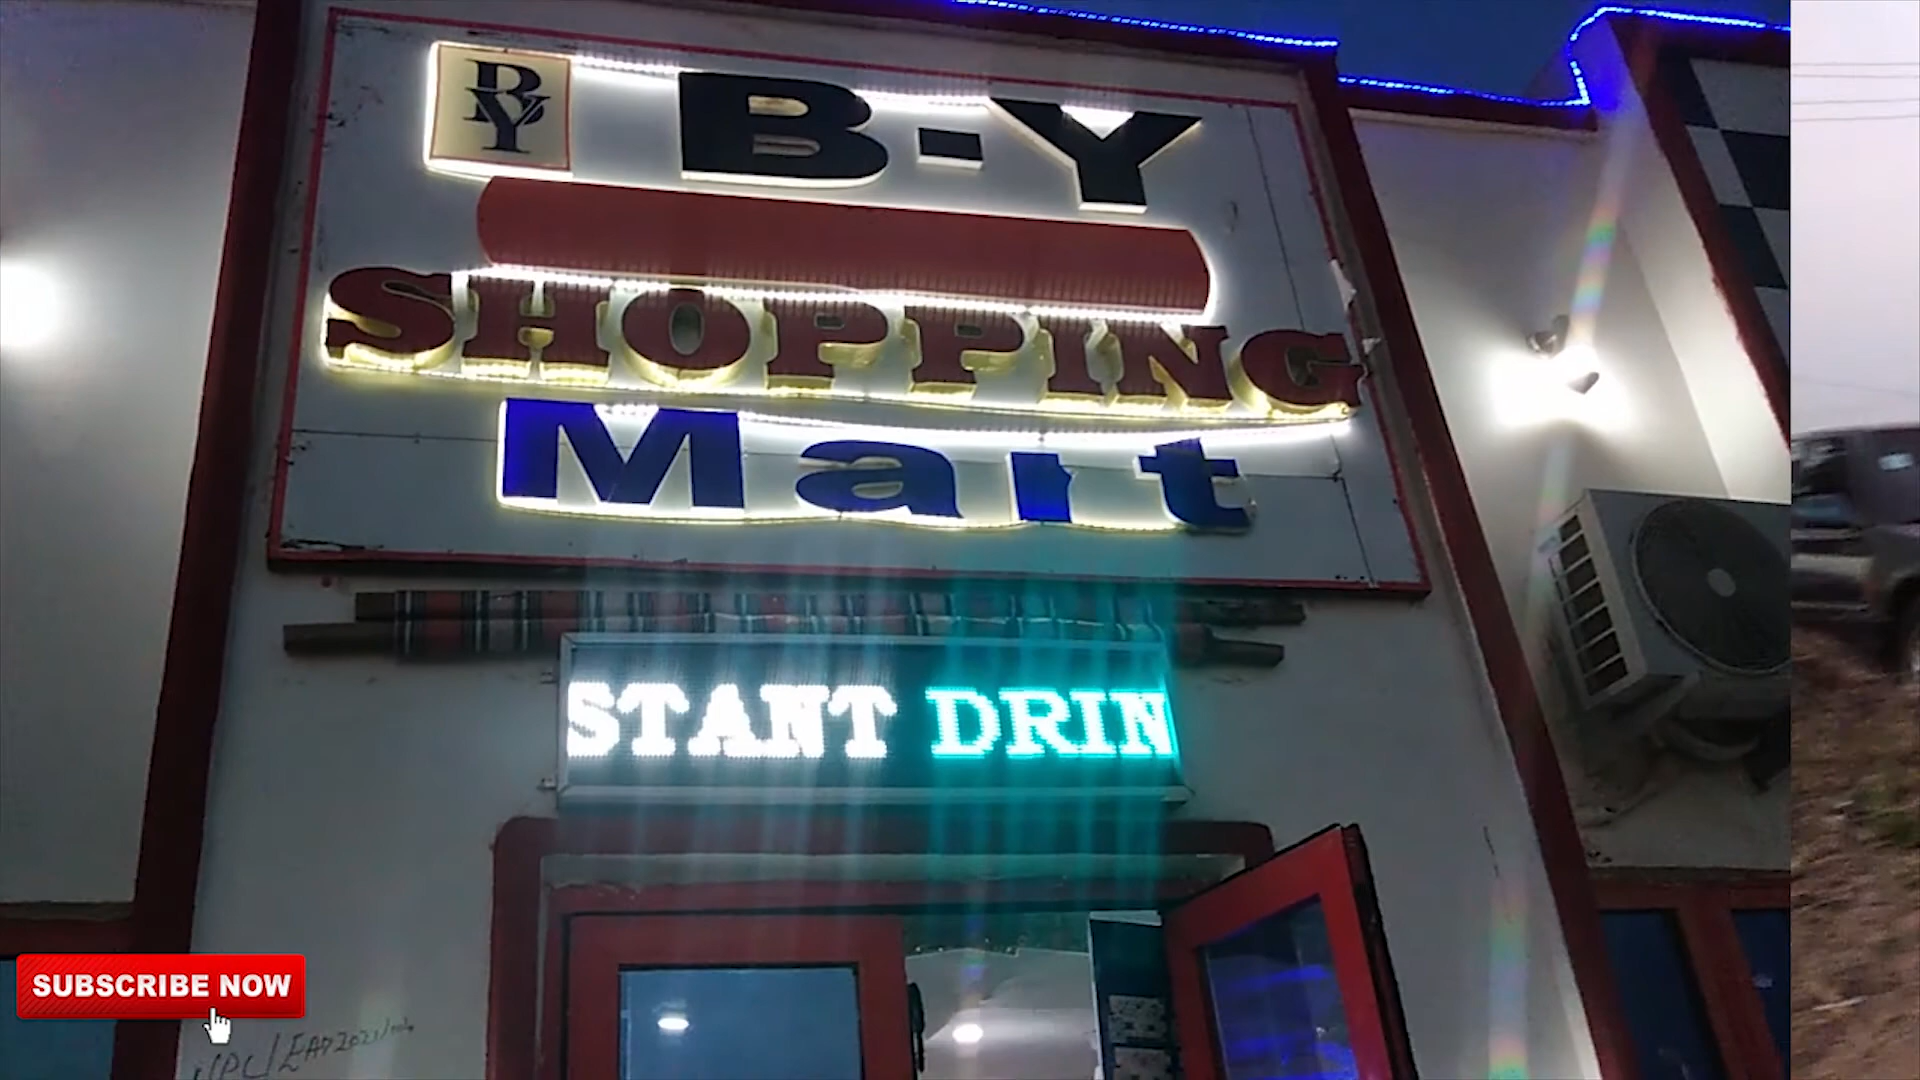 BY
B-Y
SHOPPING
Mart
STANT DRIN
SUBSCRIBE NOW